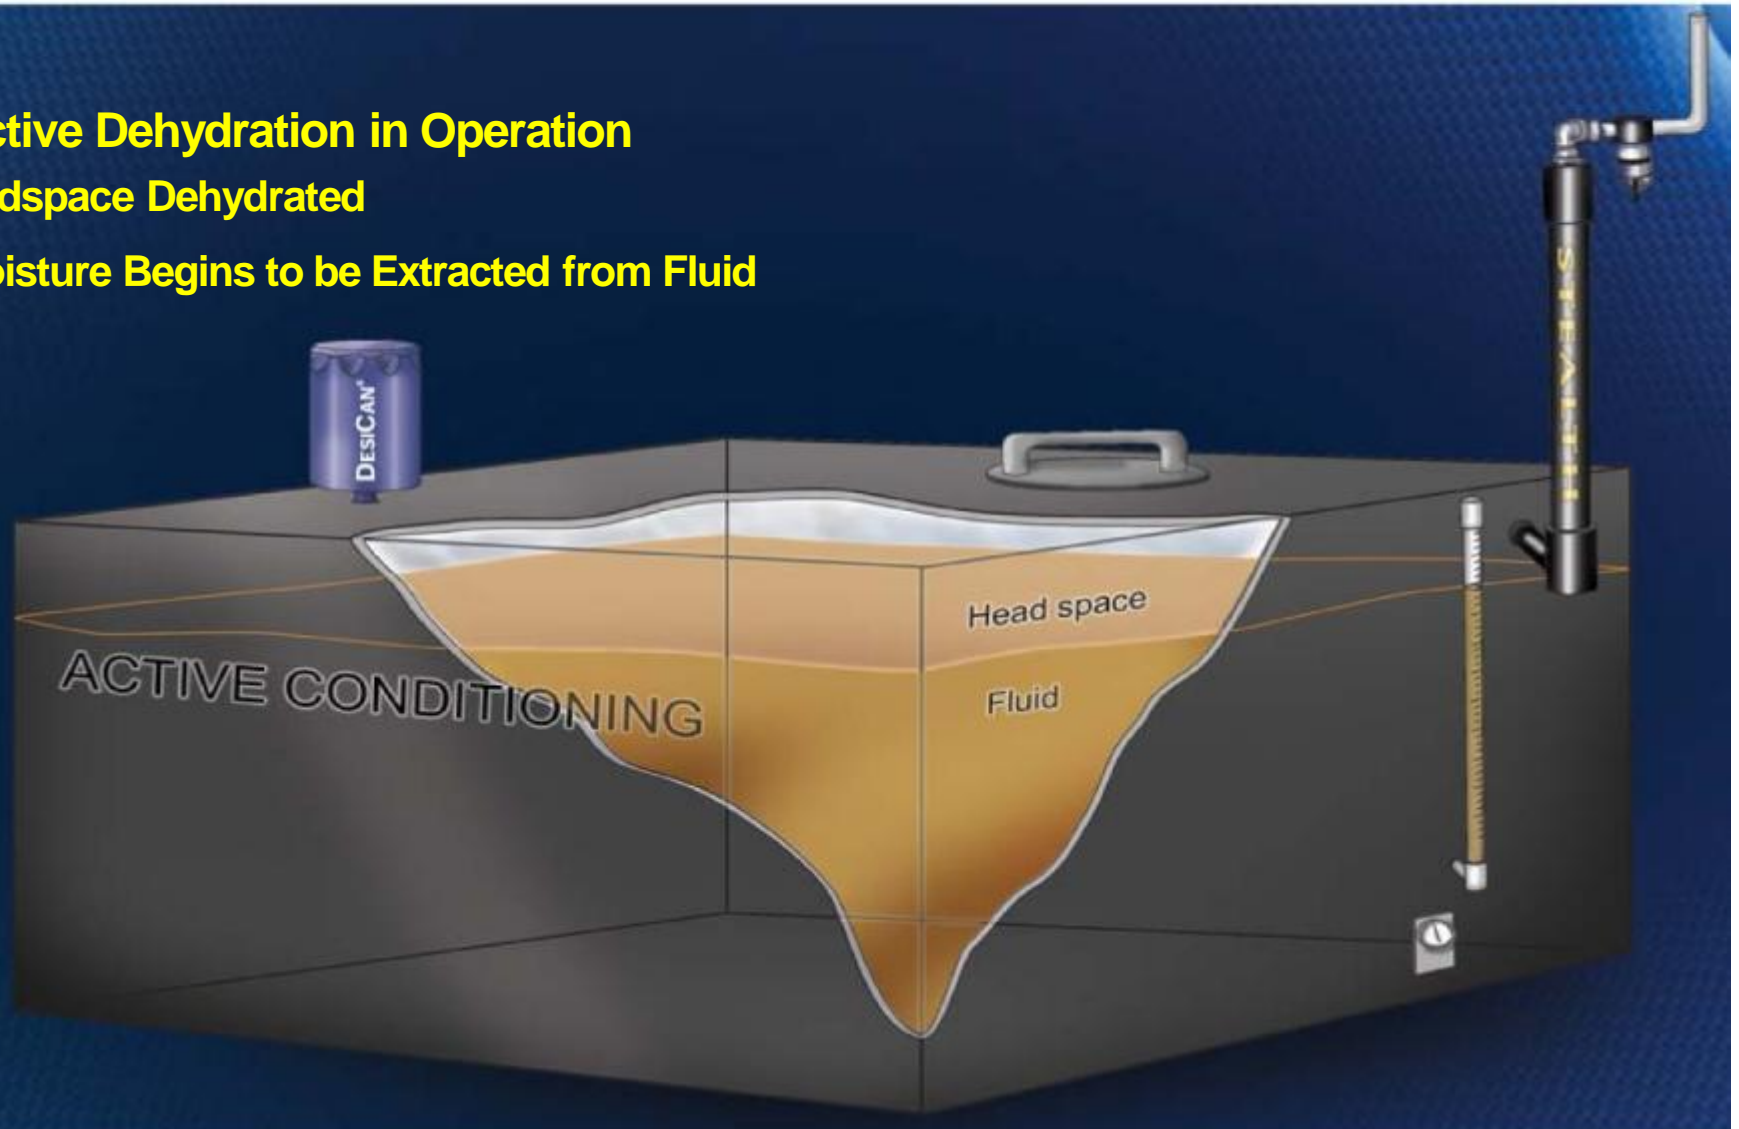 ctive Dehydration in Operation
dspace Dehydrated
oisture Begins to be Extracted from Fluid
DESICAN®
STEALTH
Head space
Fluid
ACTIVE CONDITIONING